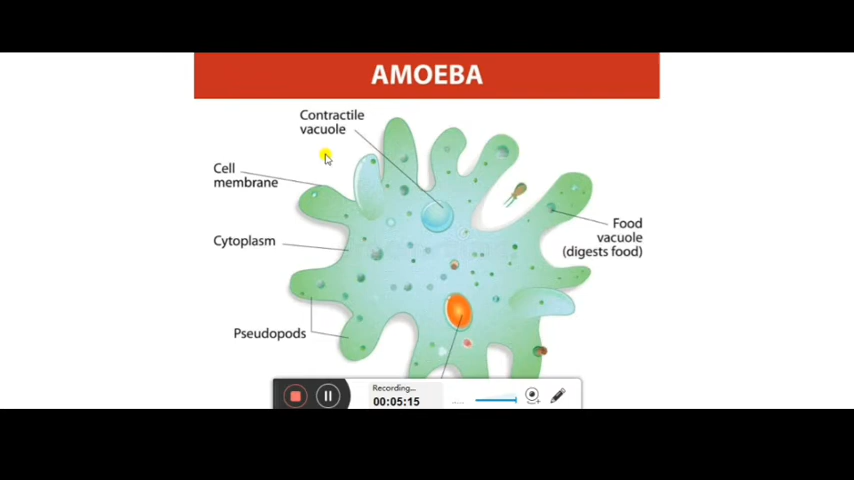 AMOEBA
Contractile
vacuole
Cell
membrane
Cytoplasm
Food
vacuole
(digests food)
Pseudopods
Recording...
00:05:15